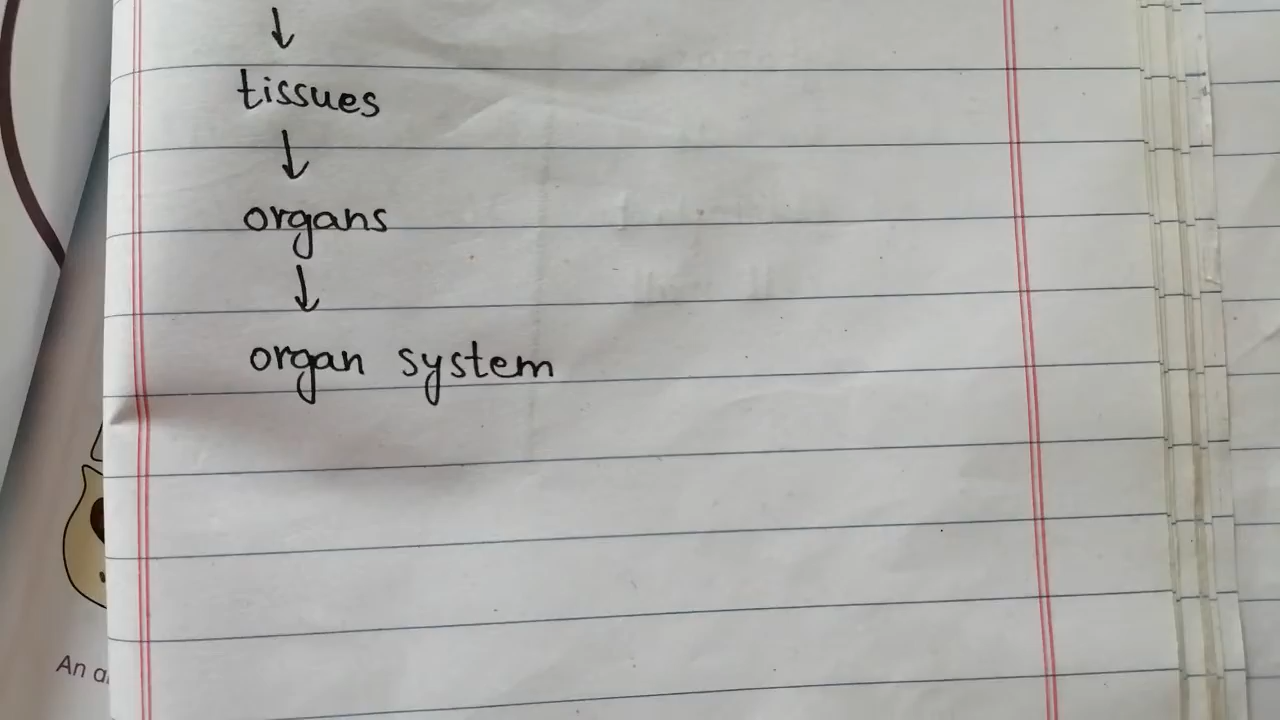 ↓
tissues
↓
organs
↓
organ system
An